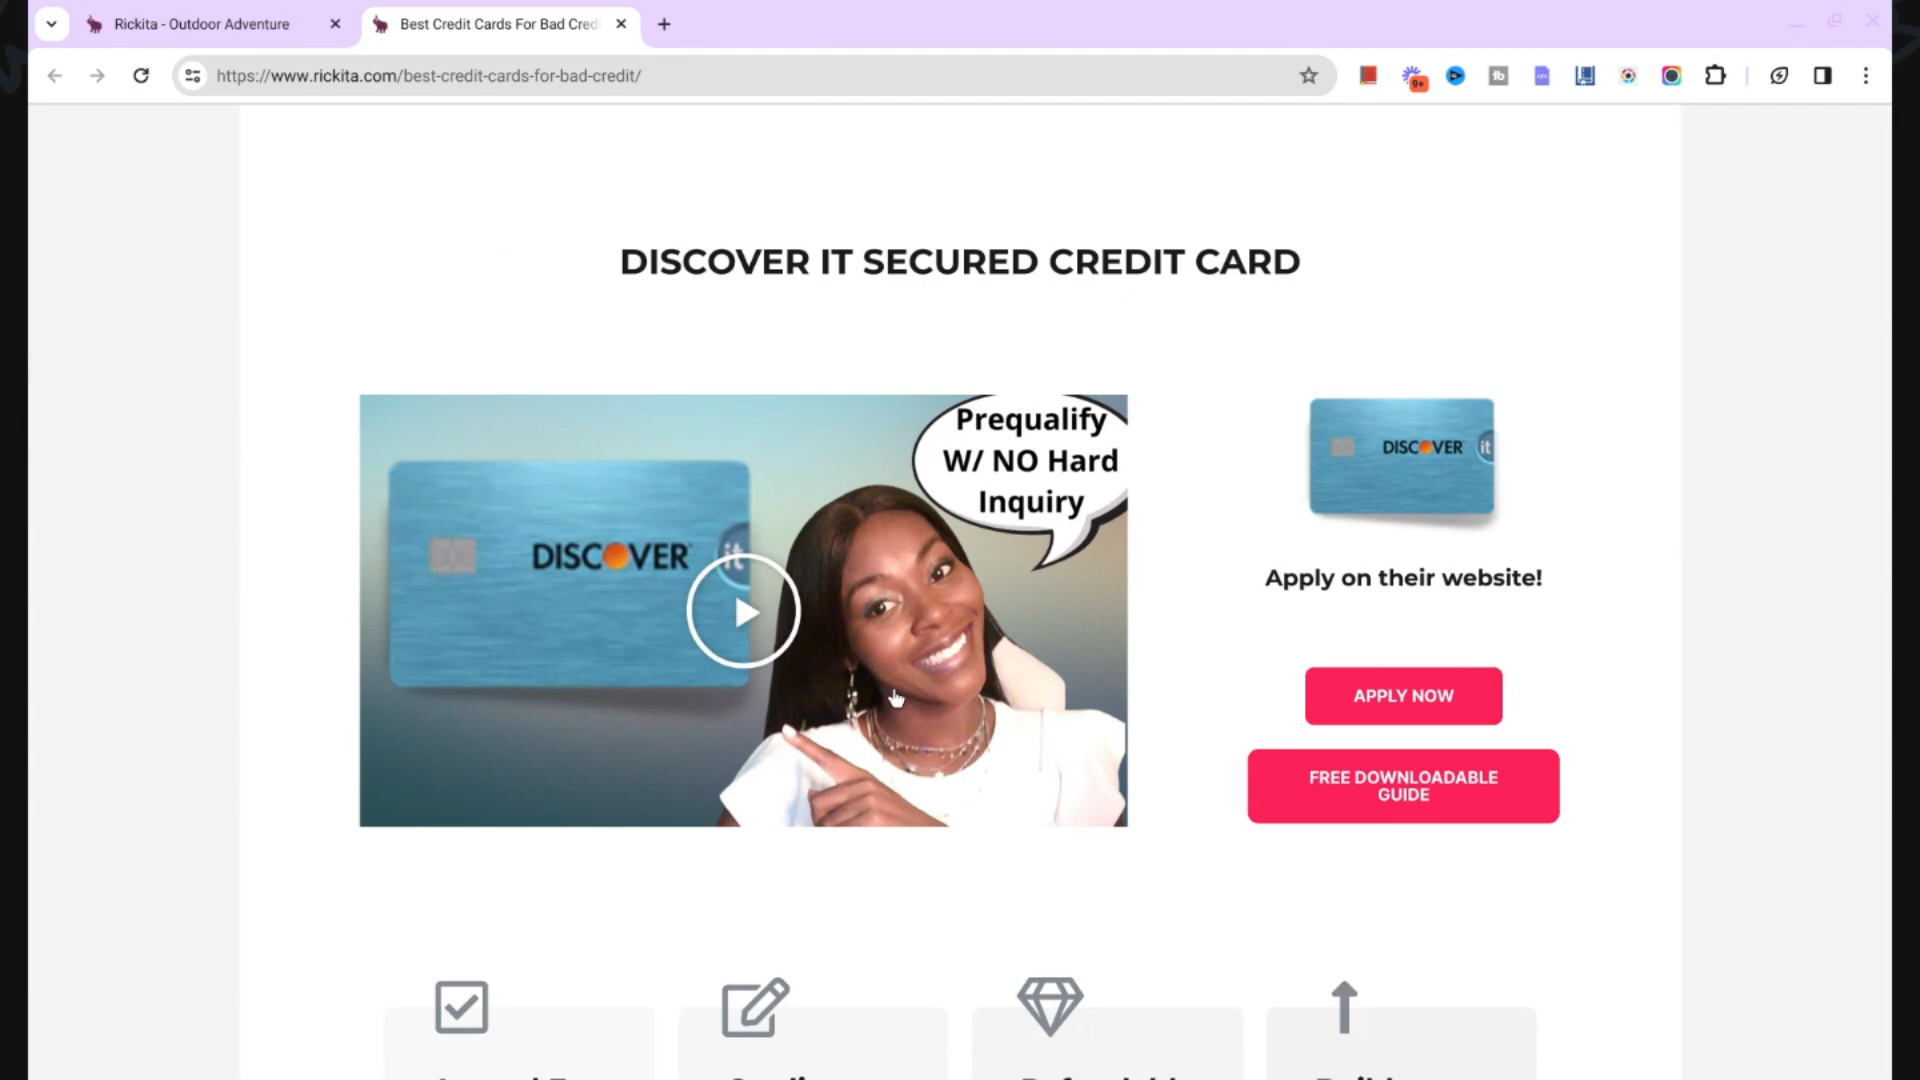 Rickita - Outdoor Adventure
Best Credit Cards For Bad Cred
https://www.rickita.com/best-credit-cards-for-bad-credit/
9+
DISCOVER IT SECURED CREDIT CARD
Prequalify
W/ NO Hard
Inquiry
DISCOVER it
DISCOVER it
Apply on their website!
APPLY NOW
FREE DOWNLOADABLE
GUIDE